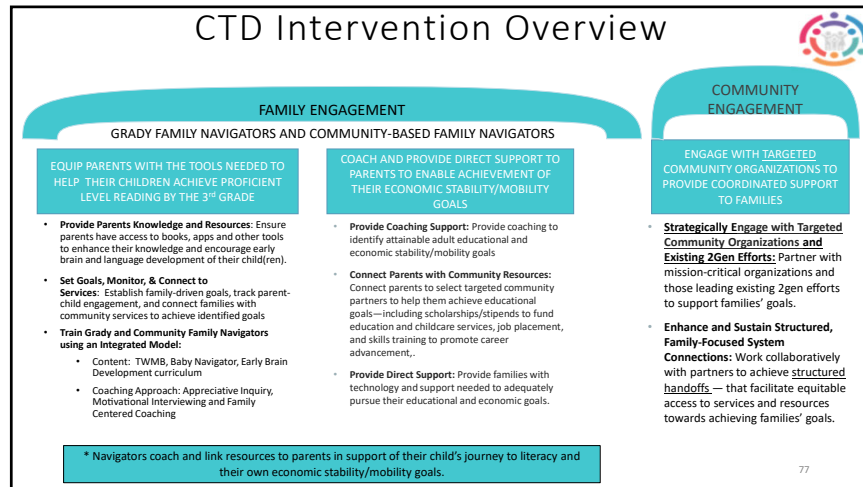 CTD Intervention Overview
FAMILY ENGAGEMENT
GRADY FAMILY NAVIGATORS AND COMMUNITY-BASED FAMILY NAVIGATORS
EQUIP PARENTS WITH THE TOOLS NEEDED TO
HELP THEIR CHILDREN ACHIEVE PROFICIENT
LEVEL READING BY THE 3rd GRADE
• Provide Parents Knowledge and Resources: Ensure
parents have access to books, apps and other tools
to enhance their knowledge and encourage early
brain and language development of their child(ren).
• Set Goals, Monitor, & Connect to
Services: Establish family-driven goals, track parent-
child engagement, and connect families with
community services to achieve identified goals
• Train Grady and Community Family Navigators
using an Integrated Model:
• Content: TWMB, Baby Navigator, Early Brain
Development curriculum
• Coaching Approach: Appreciative Inquiry,
Motivational Interviewing and Family
Centered Coaching
COACH AND PROVIDE DIRECT SUPPORT TO
PARENTS TO ENABLE ACHIEVEMENT OF
THEIR ECONOMIC STABILITY/MOBILITY
GOALS
• Provide Coaching Support: Provide coaching to
identify attainable adult educational and
economic stability/mobility goals
• Connect Parents with Community Resources:
Connect parents to select targeted community
partners to help them achieve educational
goals—including scholarships/stipends to fund
education and childcare services, job placement,
and skills training to promote career
advancement,.
• Provide Direct Support: Provide families with
technology and support needed to adequately
pursue their educational and economic goals.
COMMUNITY
ENGAGEMENT
ENGAGE WITH TARGETED
COMMUNITY ORGANIZATIONS TO
PROVIDE COORDINATED SUPPORT
TO FAMILIES
• Strategically Engage with Targeted
Community Organizations and
Existing 2Gen Efforts: Partner with
mission-critical organizations and
those leading existing 2gen efforts
to support families' goals.
• Enhance and Sustain Structured,
Family-Focused System
Connections: Work collaboratively
with partners to achieve structured
handoffs — that facilitate equitable
access to services and resources
towards achieving families' goals.
* Navigators coach and link resources to parents in support of their child's journey to literacy and
their own economic stability/mobility goals.
77